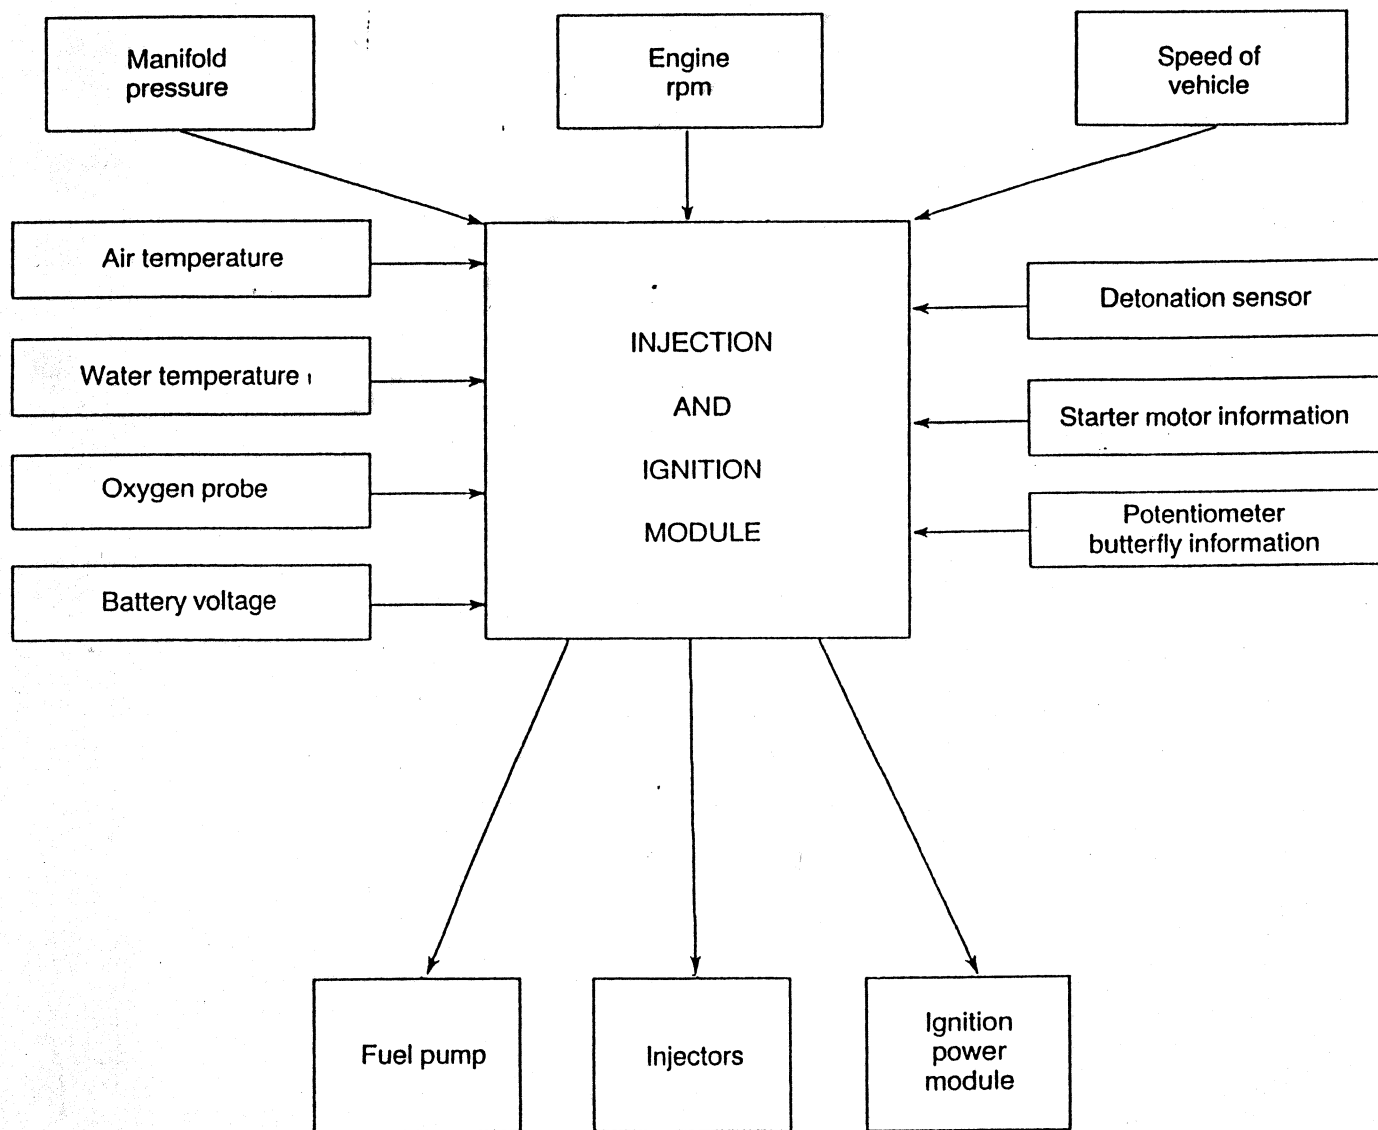 Manifold
pressure
Engine
rpm
Speed of
vehicle
Air temperature
Water temperature
Oxygen probe
Battery voltage
INJECTION
AND
IGNITION
MODULE
Detonation sensor
Starter motor information
Potentiometer
butterfly information
Fuel pump
Injectors
Ignition
power
module